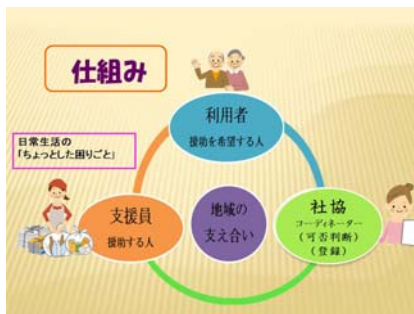 仕組み
利用者
援助を希望する人
日常生活の
「ちょっとした困りごと」
支援員
援助する人
地域の
支え合い
社協
コーディネーター
（可否判断）
（登録）